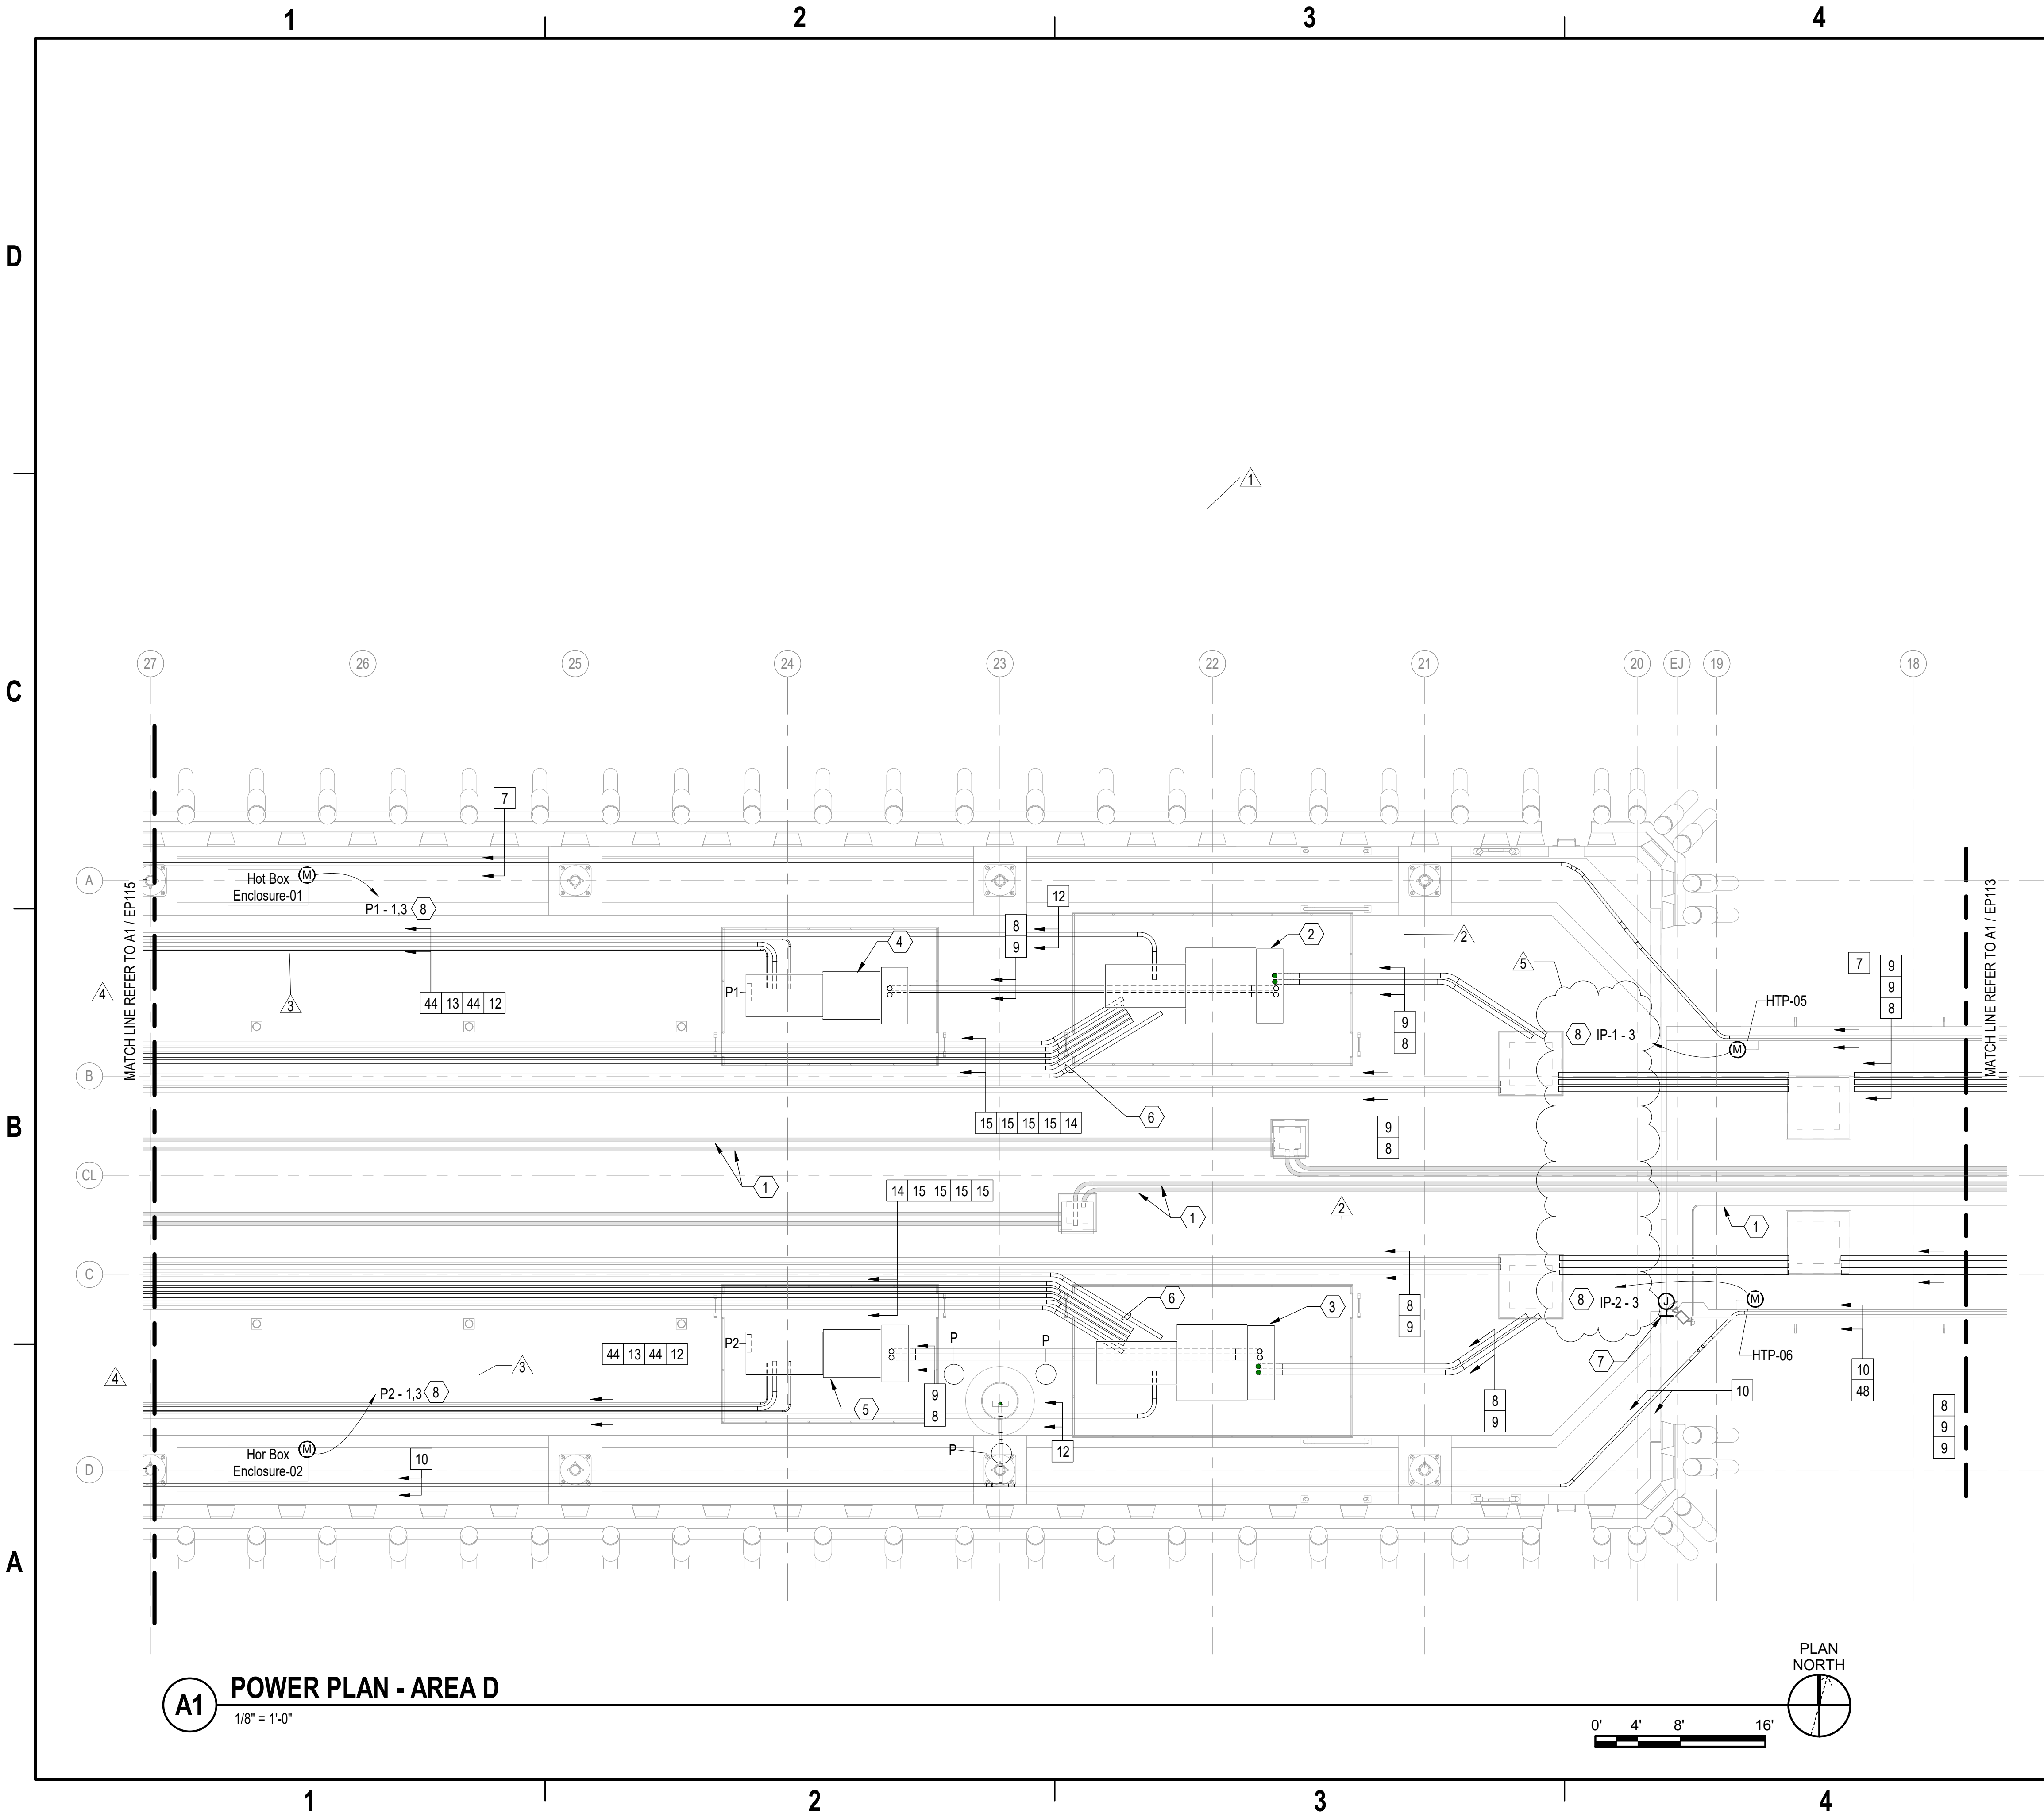 1 2 3 4
D
1
27 26 25 24 23 22 21 20 EJ 19 18
C
7
A
MATCH LINE REFER TO A1 / EP115
Hot Box
Enclosure-01
M
P1 - 1,3 8
12
8
9
4
2
2
5
7
9
9
8
MATCH LINE REFER TO A1 / EP113
4
3
44 13 44 12
P1
9
8
HTP-05
8 IP-1 - 3
M
B
15 15 15 15 14
6
9
8
B
CL
1
14 15 15 15 15
1
2
1
C
6
3
8
9
8 IP-2 - 3
J
M
HTP-06
7
10
48
8
9
9
4
3
44 13 44 12
P2
P P
P2 - 1,3 8
5
9
8
8
9
10
Hor Box
Enclosure-02
M
10
12
P
D
A
A1 POWER PLAN - AREA D
1/8" = 1'-0"
PLAN
NORTH
0' 4' 8' 16'
1 2 3 4